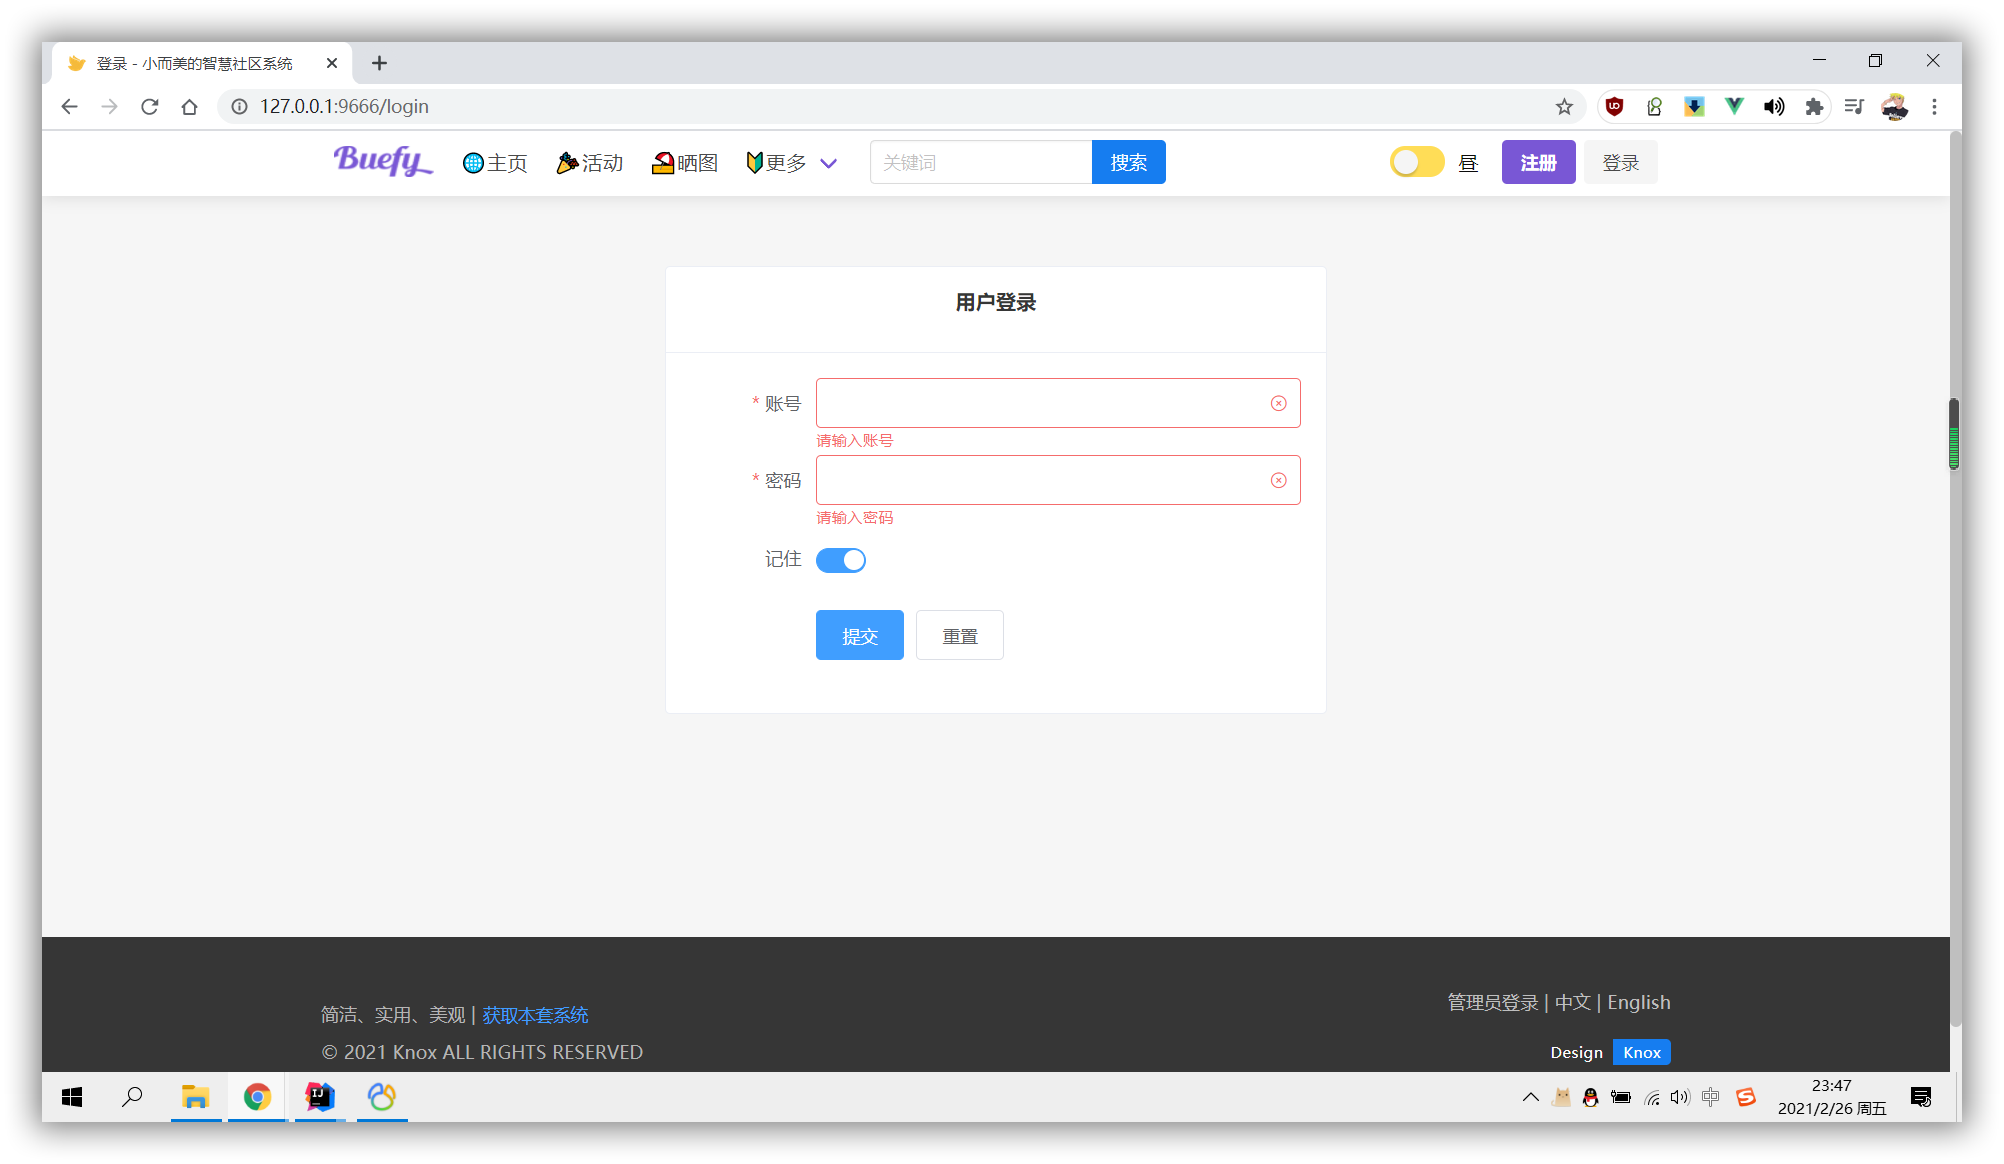 登录 - 小而美的智慧社区系统
127.0.0.1:9666/login
Buefy 主页 活动 晒图 更多 关键词 搜索 昼 注册 登录
用户登录
* 账号
请输入账号
* 密码
请输入密码
记住
提交 重置
简洁、实用、美观 | 获取本套系统
© 2021 Knox ALL RIGHTS RESERVED
管理员登录 | 中文 | English
Design Knox
中
23:47
2021/2/26 周五